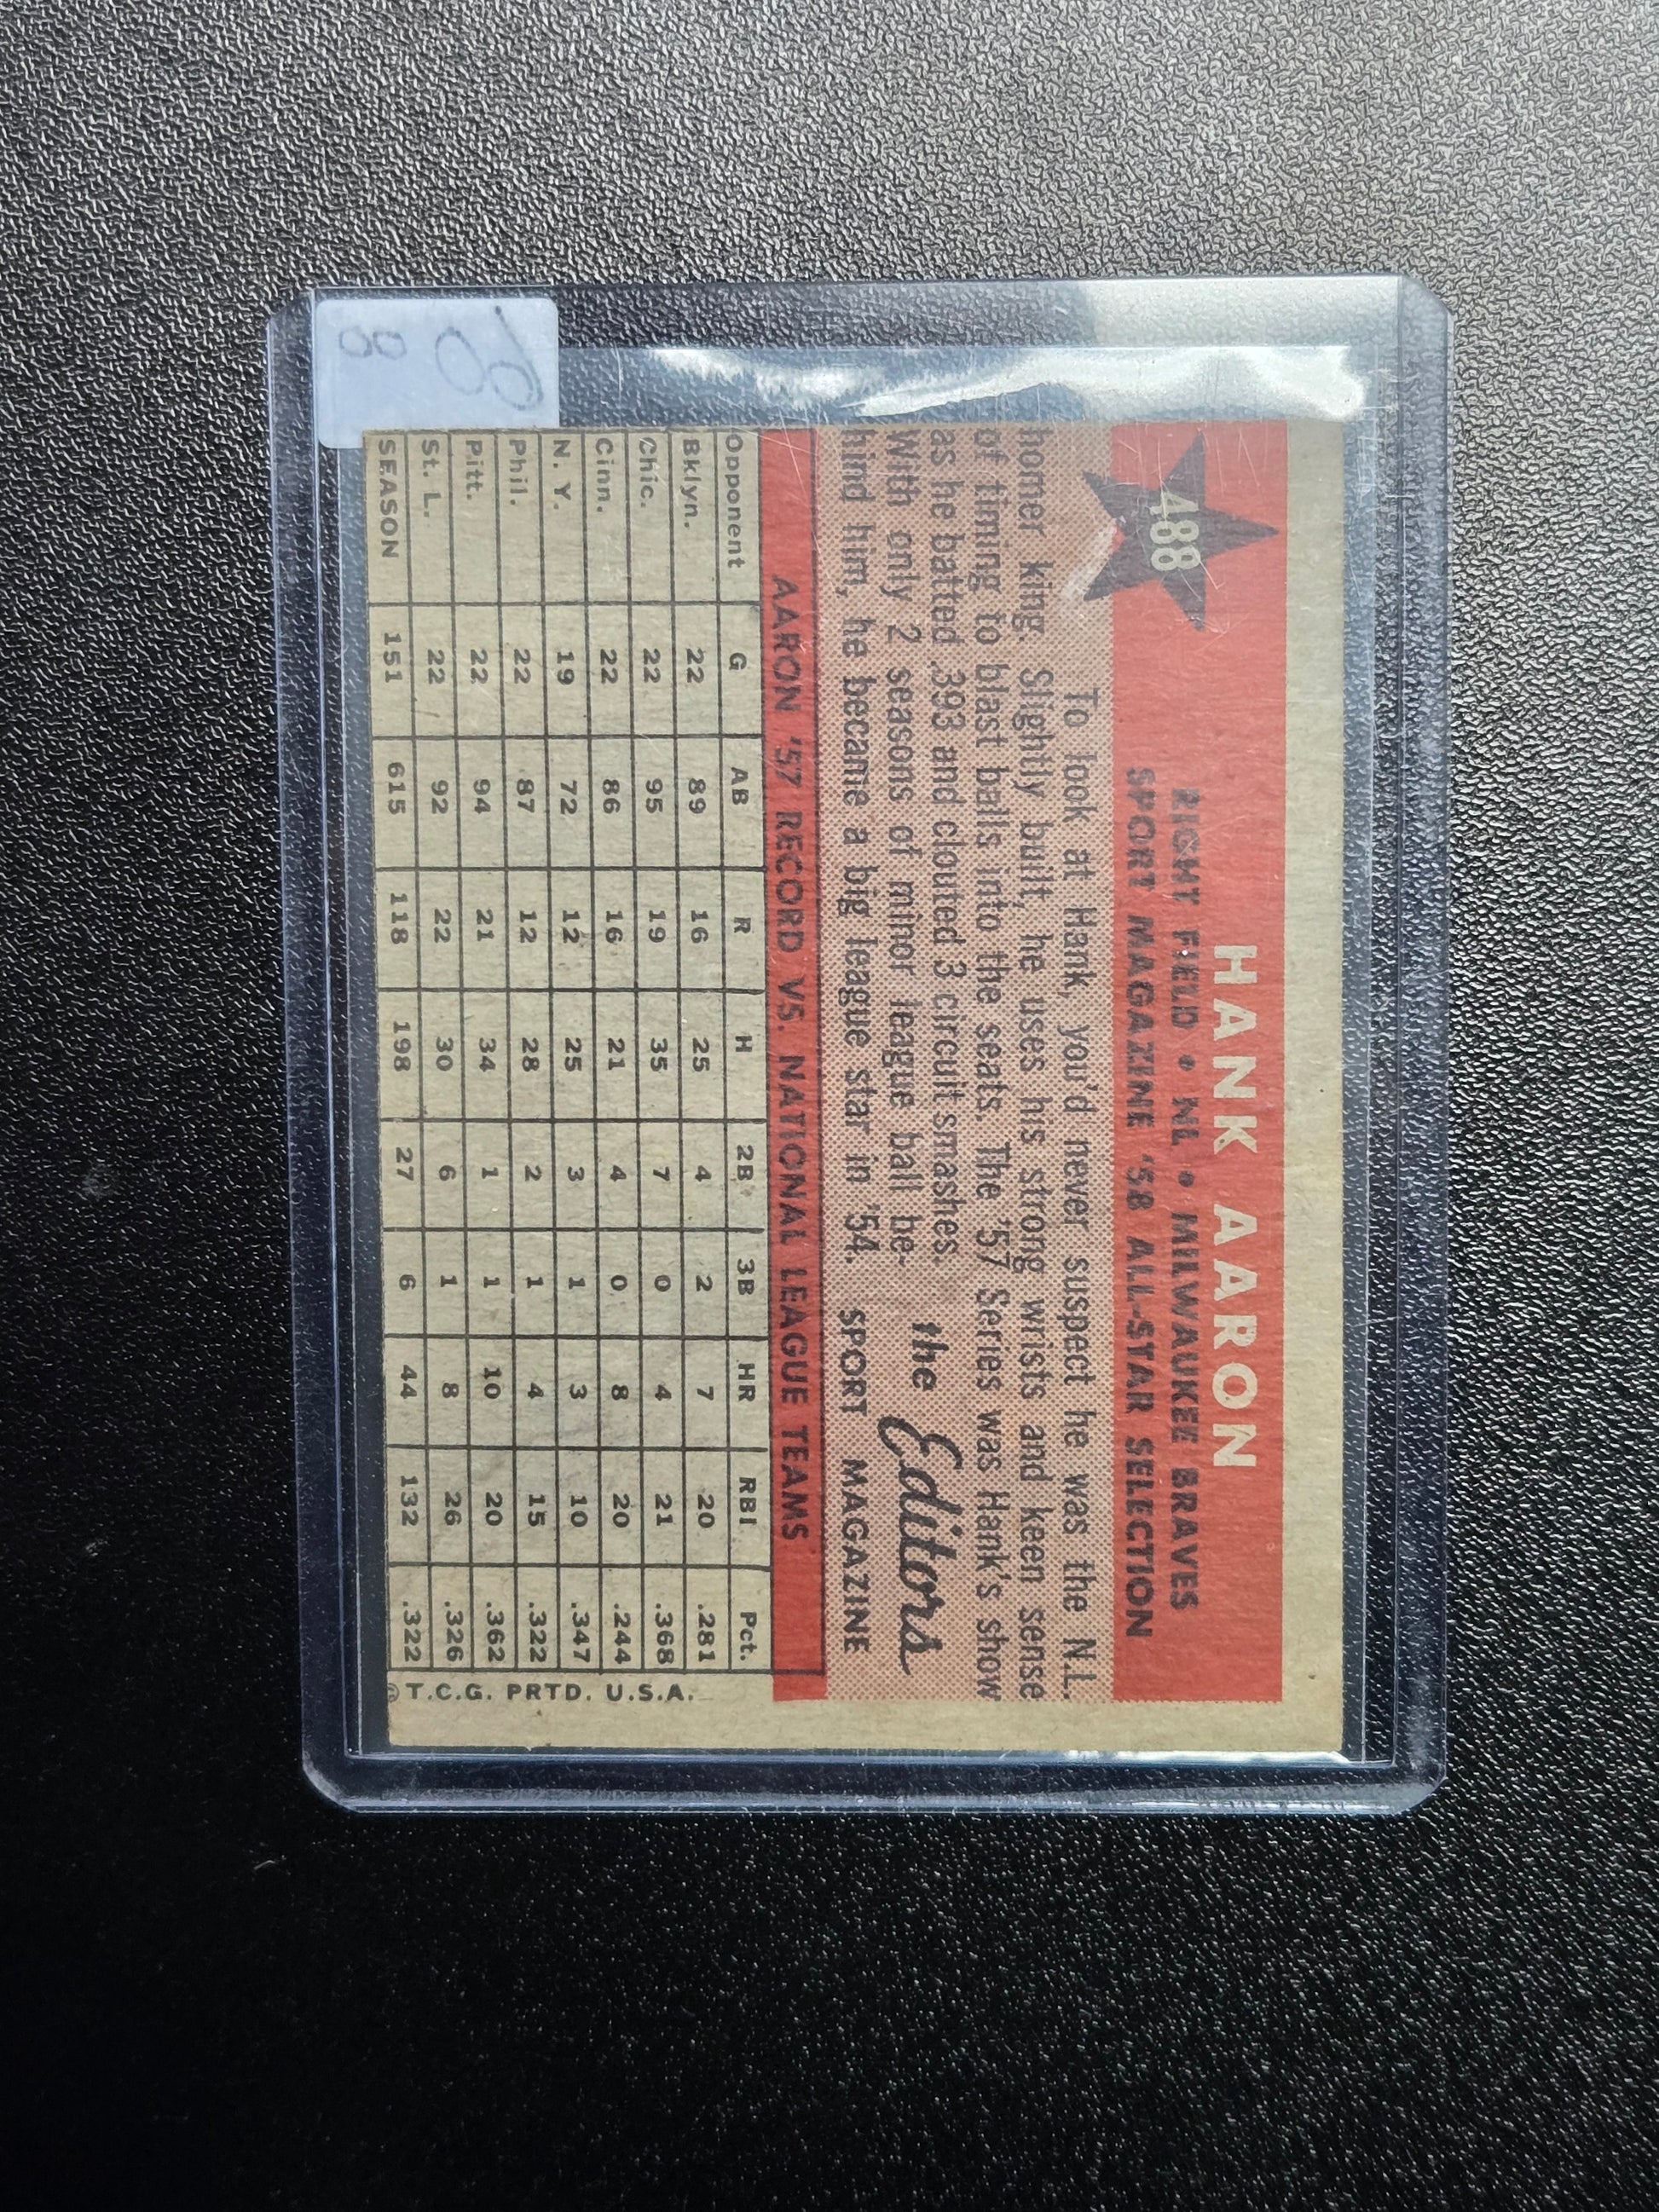 488
HANK AARON
RIGHT FIELD • NL • MILWAUKEE BRAVES
SPORT MAGAZINE '58 ALL-STAR SELECTION
To look at Hank, you'd never suspect he was the N.L.
homer king. Slightly built, he uses his strong wrists and keen sense
of timing to blast balls into the seats. The '57 Series was Hank's show
as he batted .393 and clouted 3 circuit smashes.
With only 2 seasons of minor league ball be-
hind him, he became a big league star in '54.
the Editors
SPORT MAGAZINE
AARON '57 RECORD VS. NATIONAL LEAGUE TEAMS
Opponent G AB R H 2B 3B HR RBI Pct.
Bklyn. 22 89 16 25 4 2 7 20 .281
Chic. 22 95 19 35 7 0 4 21 .368
Cinn. 22 86 16 21 4 0 8 20 .244
N. Y. 19 72 12 25 3 1 3 10 .347
Phil. 22 87 12 28 2 1 4 15 .322
Pitt. 22 94 21 34 1 1 10 20 .362
St. L. 22 92 22 30 6 1 8 26 .326
SEASON 151 615 118 198 27 6 44 132 .322
© T.C.G. PRTD. U.S.A.